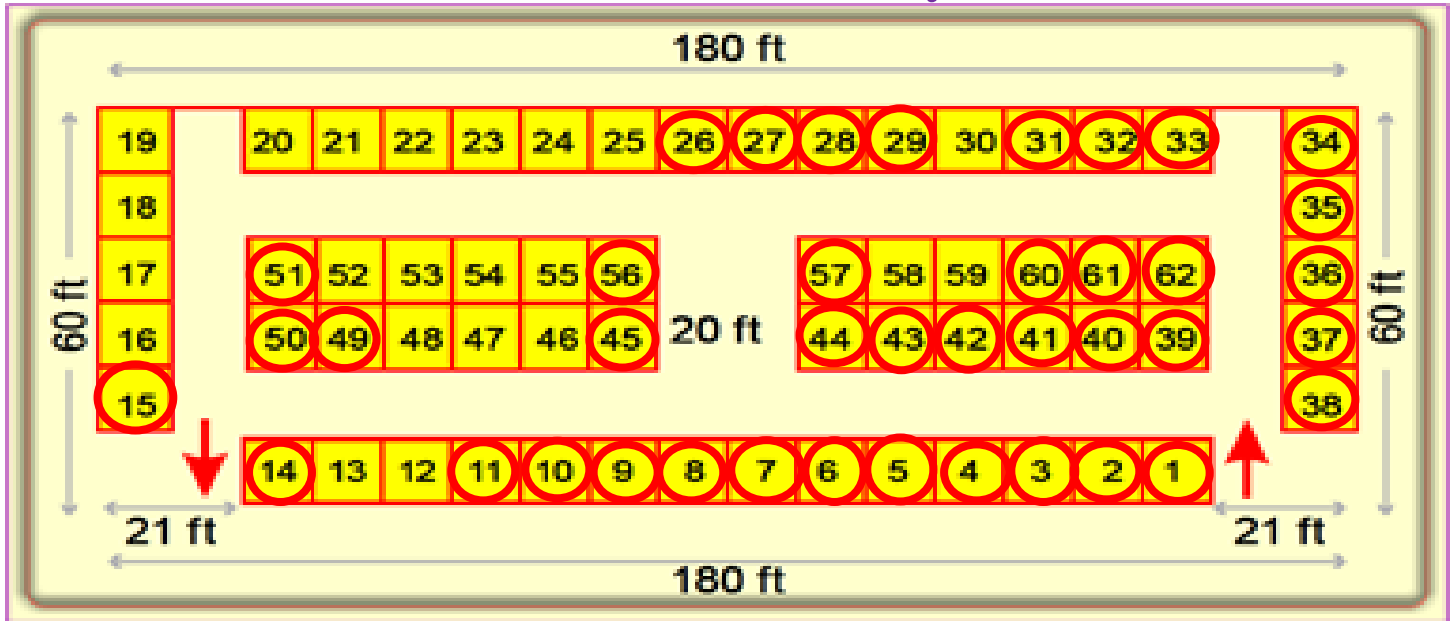 180 ft
19 20 21 22 23 24 25 26 27 28 29 30 31 32 33 34
18 35
17 51 52 53 54 55 56 57 58 59 60 61 62 36
60 ft 60 ft
16 50 49 48 47 46 45 20 ft 44 43 42 41 40 39 37
15 38
14 13 12 11 10 9 8 7 6 5 4 3 2 1
21 ft 21 ft
180 ft